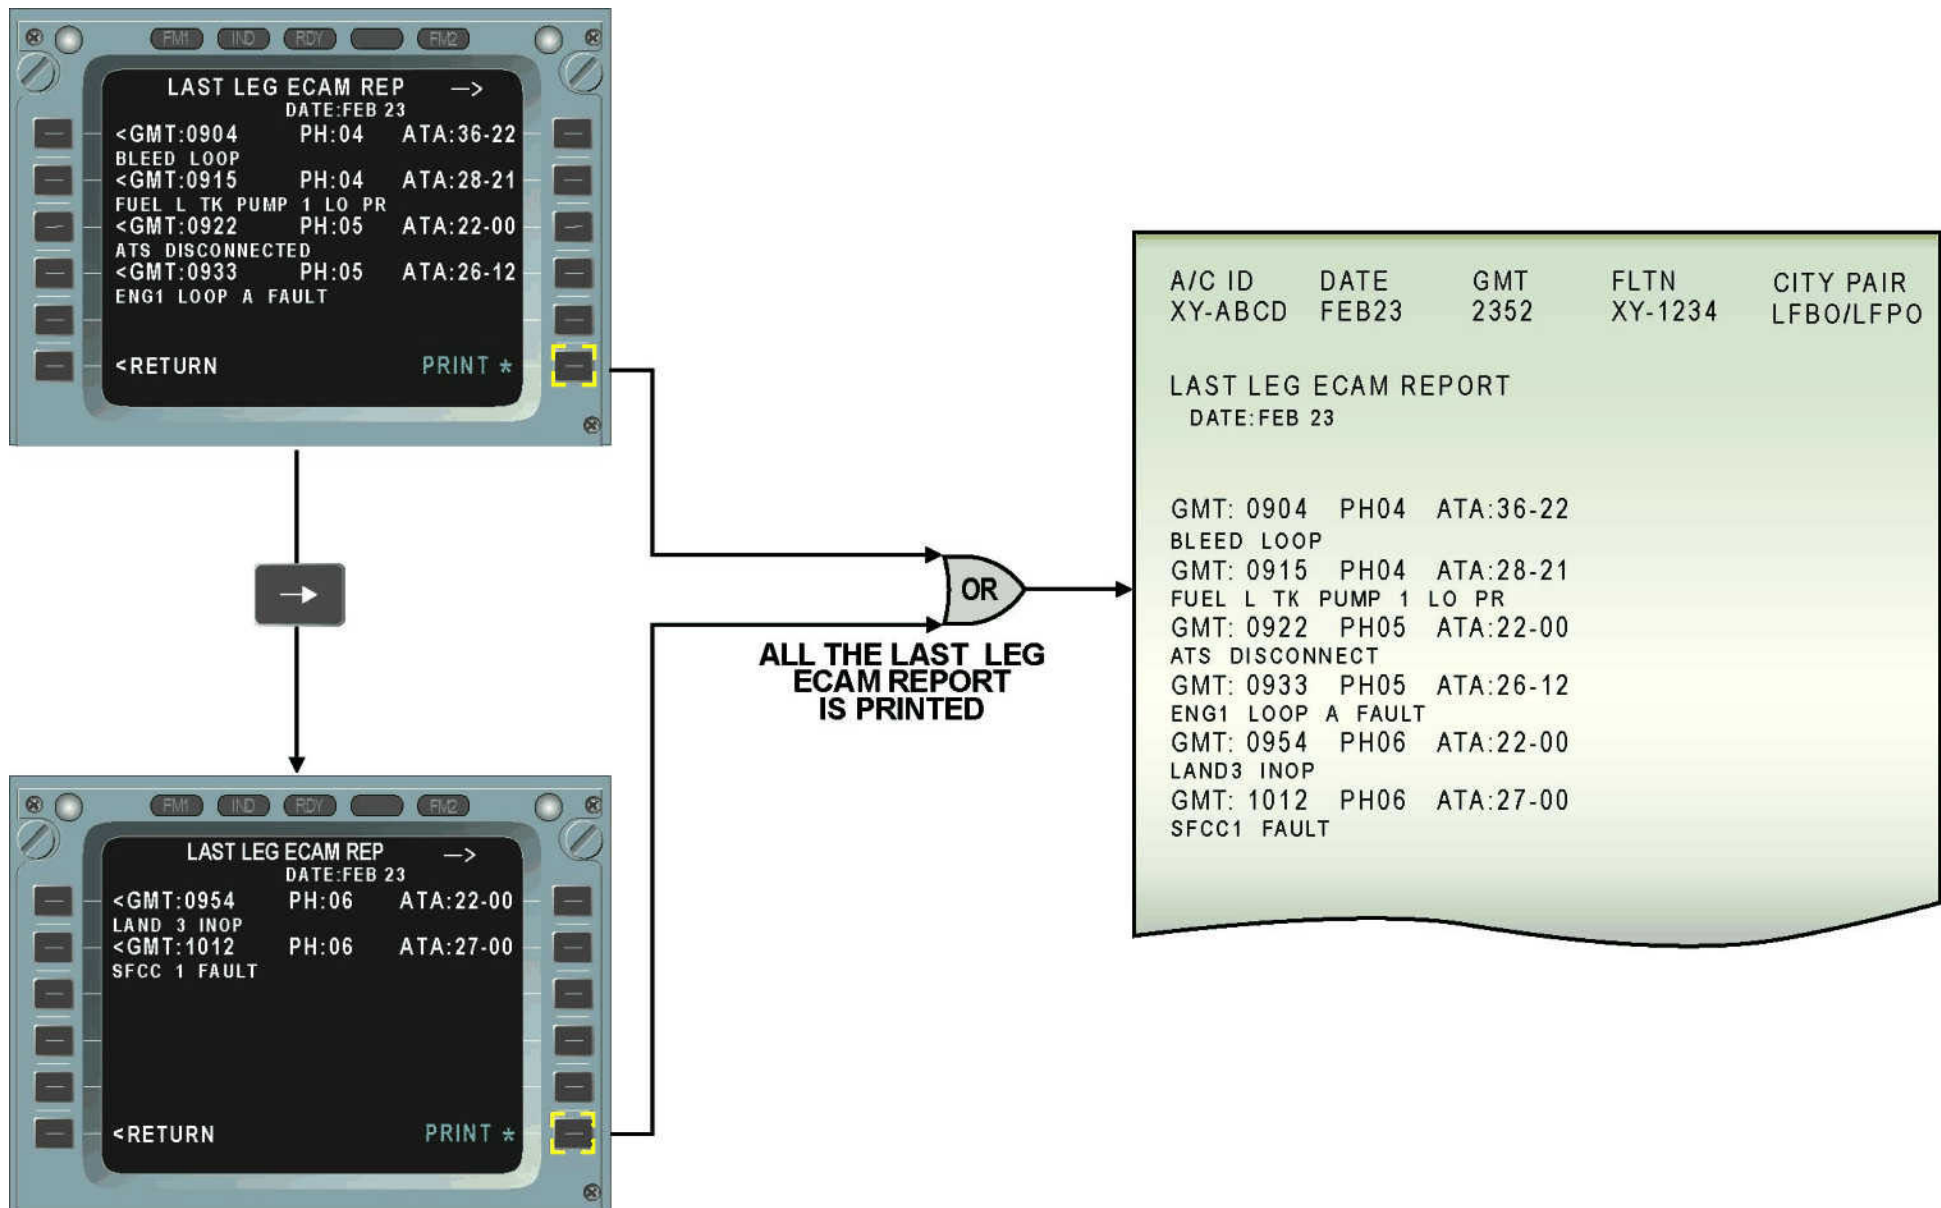 FM1 IND RDY FM2
LAST LEG ECAM REP —>
DATE:FEB 23
<GMT:0904 PH:04 ATA:36-22
BLEED LOOP
<GMT:0915 PH:04 ATA:28-21
FUEL L TK PUMP 1 LO PR
<GMT:0922 PH:05 ATA:22-00
ATS DISCONNECTED
<GMT:0933 PH:05 ATA:26-12
ENG1 LOOP A FAULT
<RETURN PRINT *
FM1 IND RDY FM2
LAST LEG ECAM REP —>
DATE:FEB 23
<GMT:0954 PH:06 ATA:22-00
LAND 3 INOP
<GMT:1012 PH:06 ATA:27-00
SFCC 1 FAULT
<RETURN PRINT *
OR
ALL THE LAST LEG
ECAM REPORT
IS PRINTED
A/C ID DATE GMT FLTN CITY PAIR
XY-ABCD FEB23 2352 XY-1234 LFBO/LFPO
LAST LEG ECAM REPORT
DATE:FEB 23
GMT: 0904 PH04 ATA:36-22
BLEED LOOP
GMT: 0915 PH04 ATA:28-21
FUEL L TK PUMP 1 LO PR
GMT: 0922 PH05 ATA:22-00
ATS DISCONNECT
GMT: 0933 PH05 ATA:26-12
ENG1 LOOP A FAULT
GMT: 0954 PH06 ATA:22-00
LAND3 INOP
GMT: 1012 PH06 ATA:27-00
SFCC1 FAULT